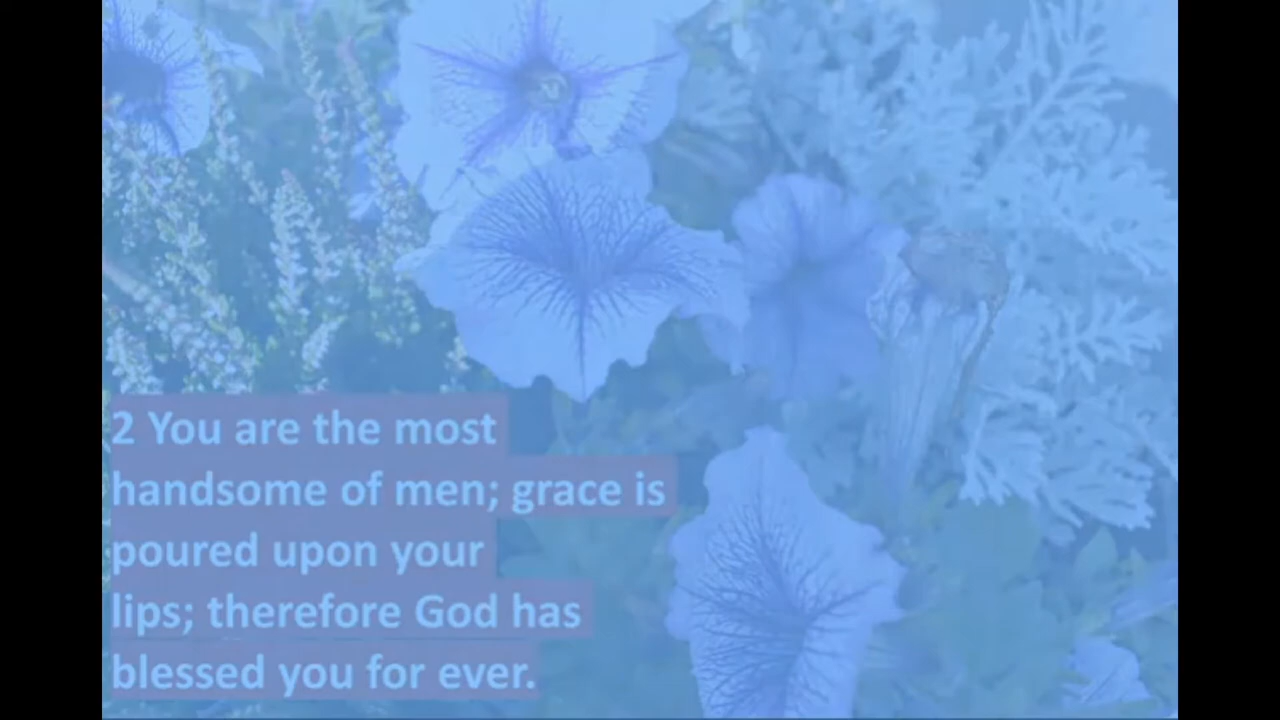 2 You are the most
handsome of men; grace is
poured upon your
lips; therefore God has
blessed you for ever.